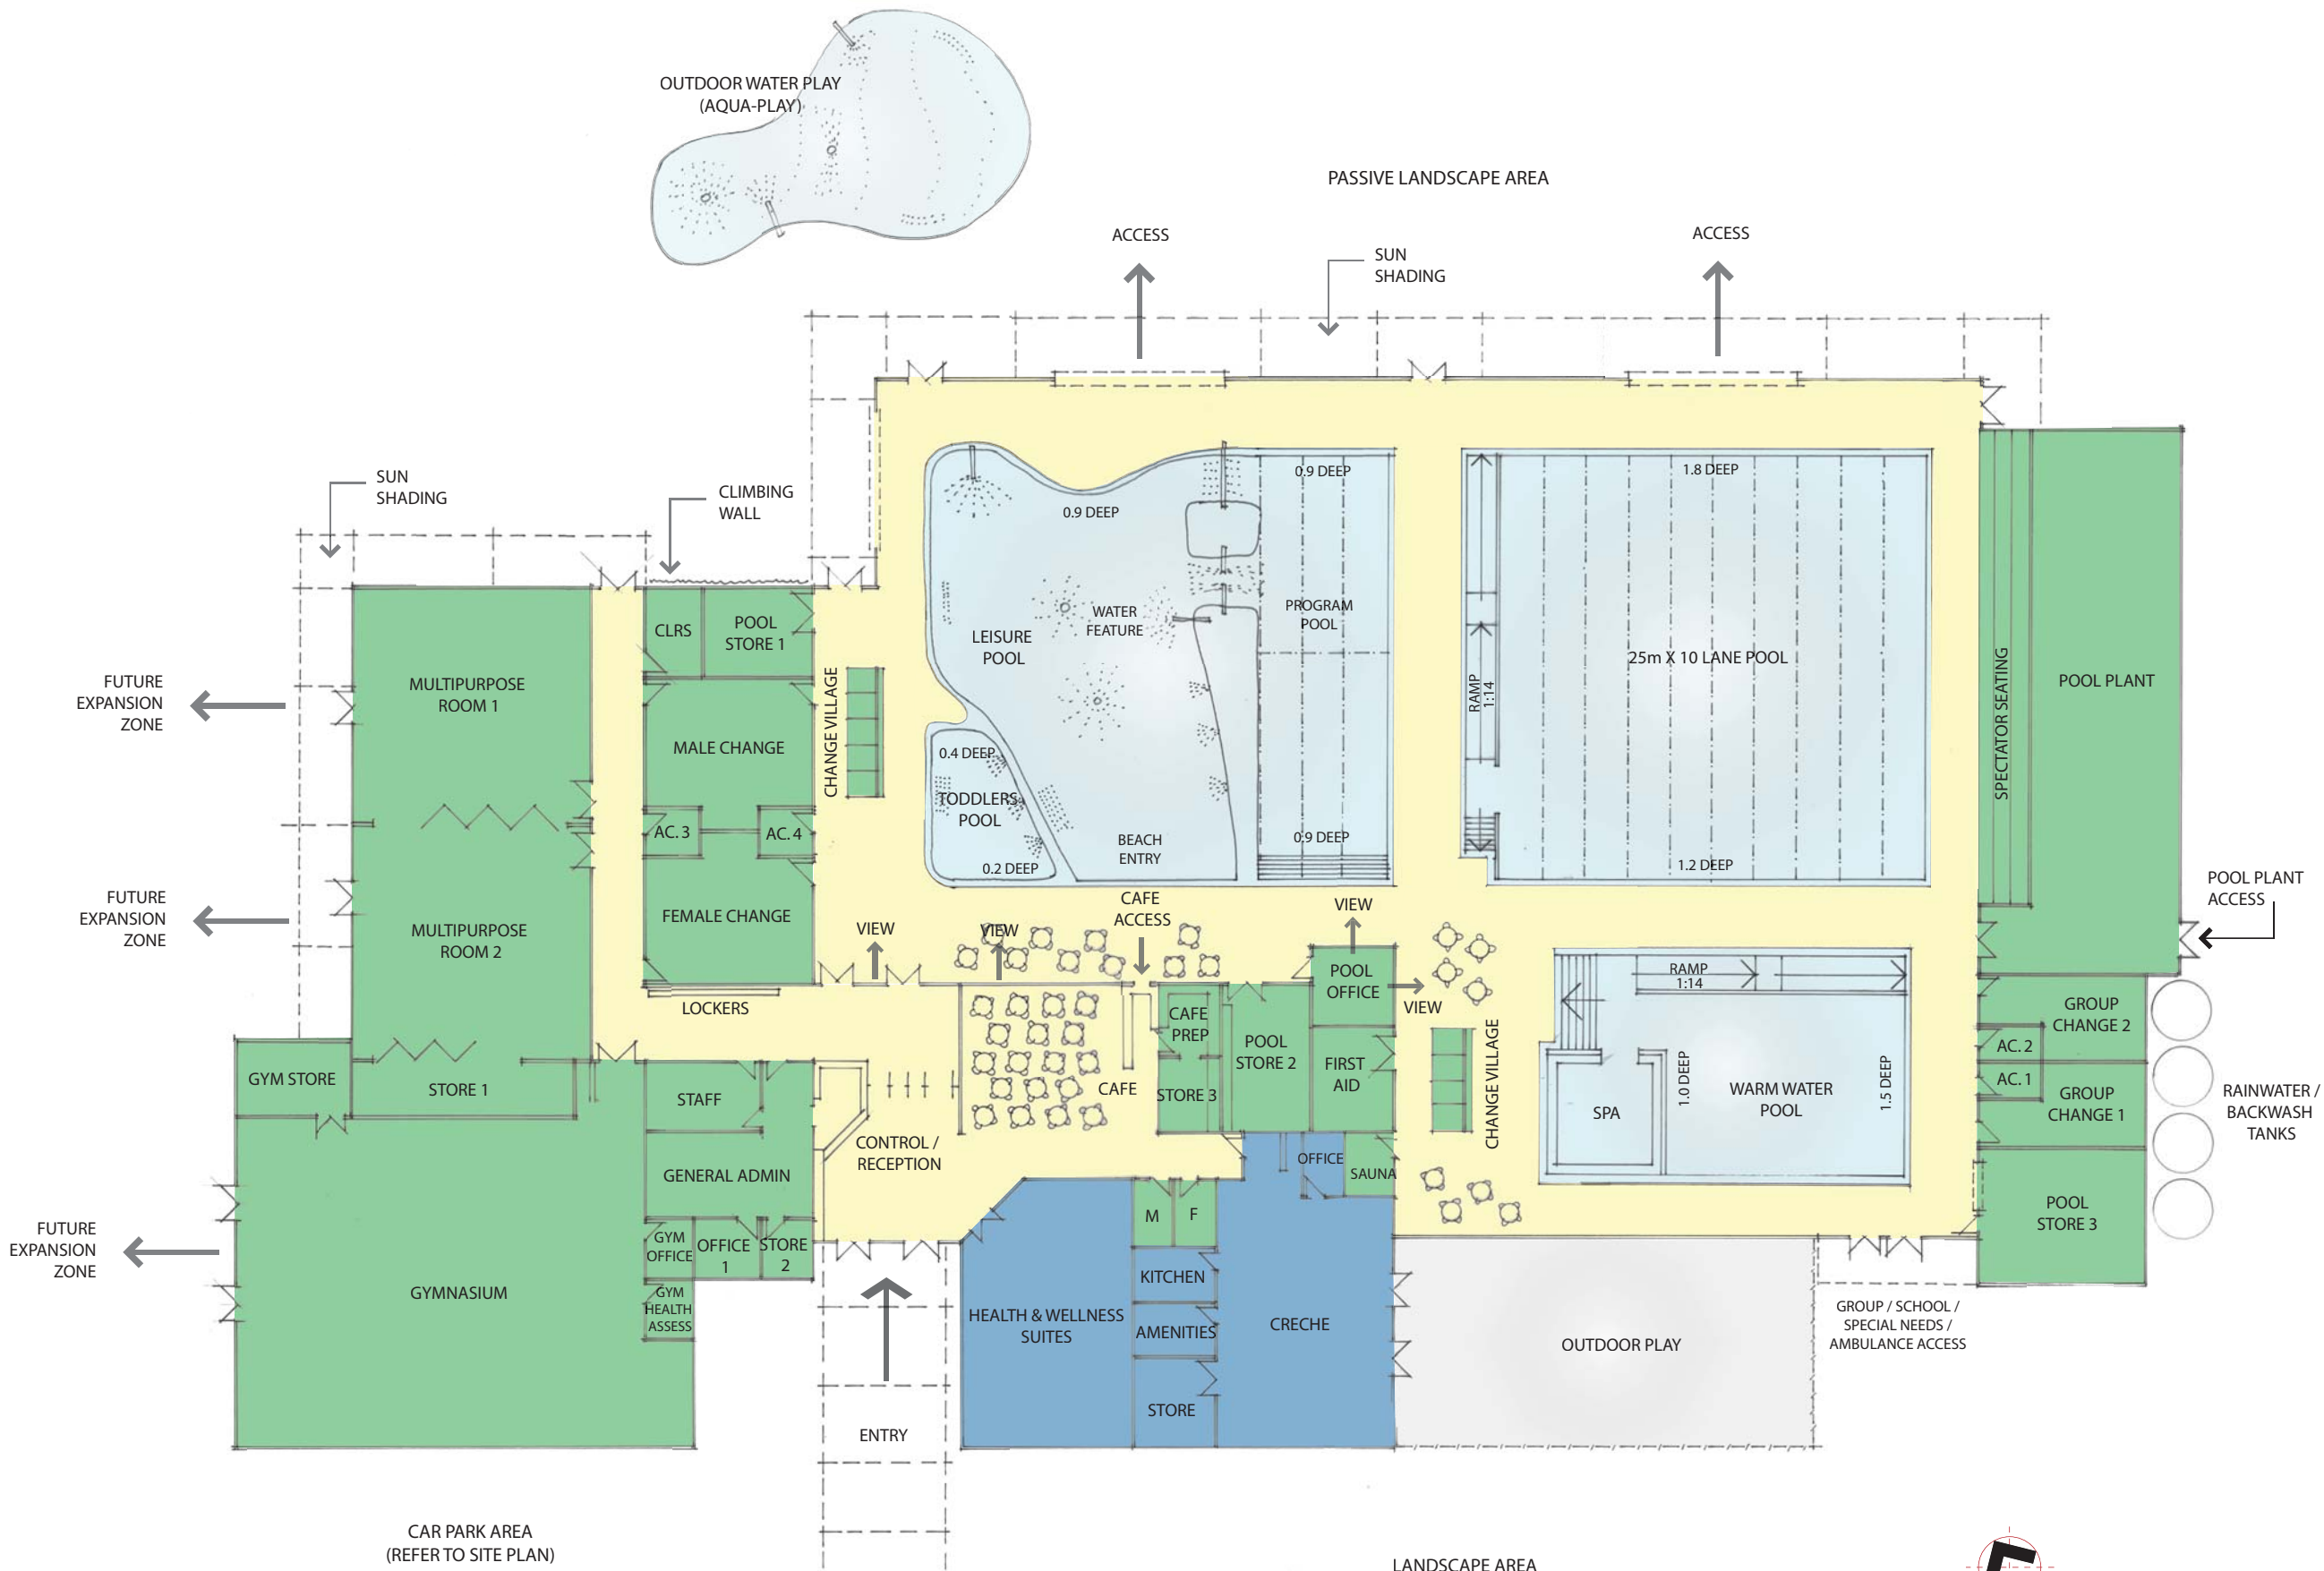 OUTDOOR WATER PLAY
(AQUA-PLAY)
PASSIVE LANDSCAPE AREA
ACCESS
ACCESS
SUN
SHADING
SUN
SHADING
CLIMBING
WALL
0.9 DEEP
1.8 DEEP
0.9 DEEP
CLRS
POOL
STORE 1
LEISURE
POOL
WATER
FEATURE
PROGRAM
POOL
25m X 10 LANE POOL
RAMP
1:14
SPECTATOR SEATING
POOL PLANT
FUTURE
EXPANSION
ZONE
MULTIPURPOSE
ROOM 1
MALE CHANGE
CHANGE VILLAGE
0.4 DEEP
TODDLERS
POOL
0.2 DEEP
BEACH
ENTRY
0.9 DEEP
1.2 DEEP
AC. 3
AC. 4
FUTURE
EXPANSION
ZONE
MULTIPURPOSE
ROOM 2
FEMALE CHANGE
VIEW
VIEW
CAFE
ACCESS
VIEW
POOL PLANT
ACCESS
POOL
OFFICE
VIEW
RAMP
1:14
LOCKERS
CAFE
PREP
POOL
STORE 2
FIRST
AID
CHANGE VILLAGE
GROUP
CHANGE 2
AC. 2
AC. 1
GROUP
CHANGE 1
RAINWATER /
BACKWASH
TANKS
GYM STORE
STORE 1
STAFF
CAFE
STORE 3
SPA
1.0 DEEP
WARM WATER
POOL
1.5 DEEP
CONTROL /
RECEPTION
GENERAL ADMIN
OFFICE
SAUNA
M
F
POOL
STORE 3
FUTURE
EXPANSION
ZONE
GYMNASIUM
GYM
OFFICE
OFFICE
1
STORE
2
GYM
HEALTH
ASSESS
HEALTH & WELLNESS
SUITES
KITCHEN
AMENITIES
STORE
CRECHE
OUTDOOR PLAY
GROUP / SCHOOL /
SPECIAL NEEDS /
AMBULANCE ACCESS
ENTRY
CAR PARK AREA
(REFER TO SITE PLAN)
LANDSCAPE AREA